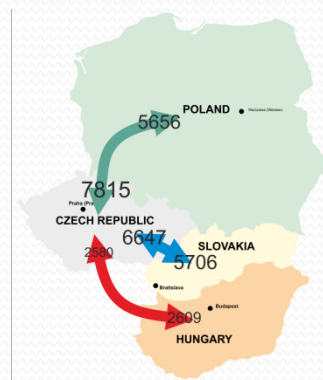 POLAND
Warszawa (Warsaw)
5656
7815
Praha (Pra
CZECH REPUBLIC
6647
2580
SLOVAKIA
5706
Bratislava
Budapest
2609
HUNGARY